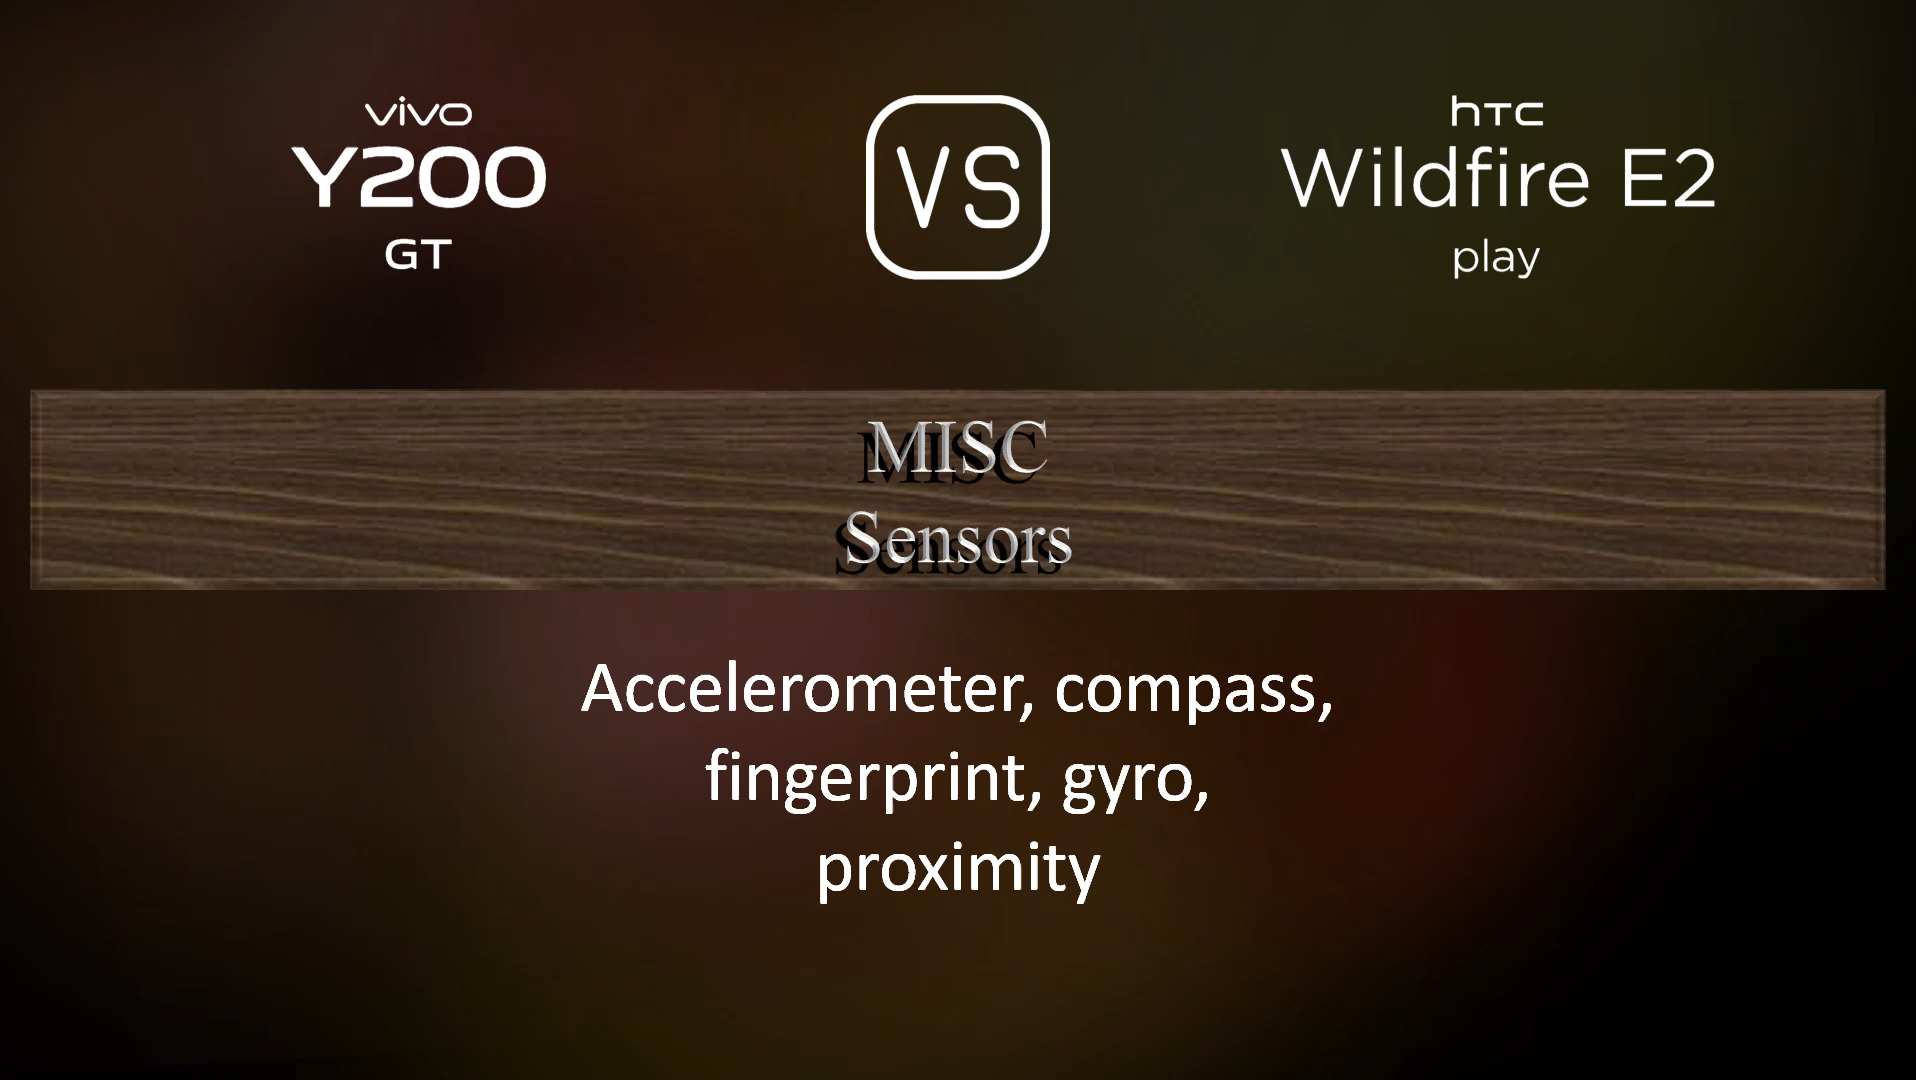 vivo
Y200
GT
VS
hTC
Wildfire E2
play
MISC
Sensors
Accelerometer, compass,
fingerprint, gyro,
proximity